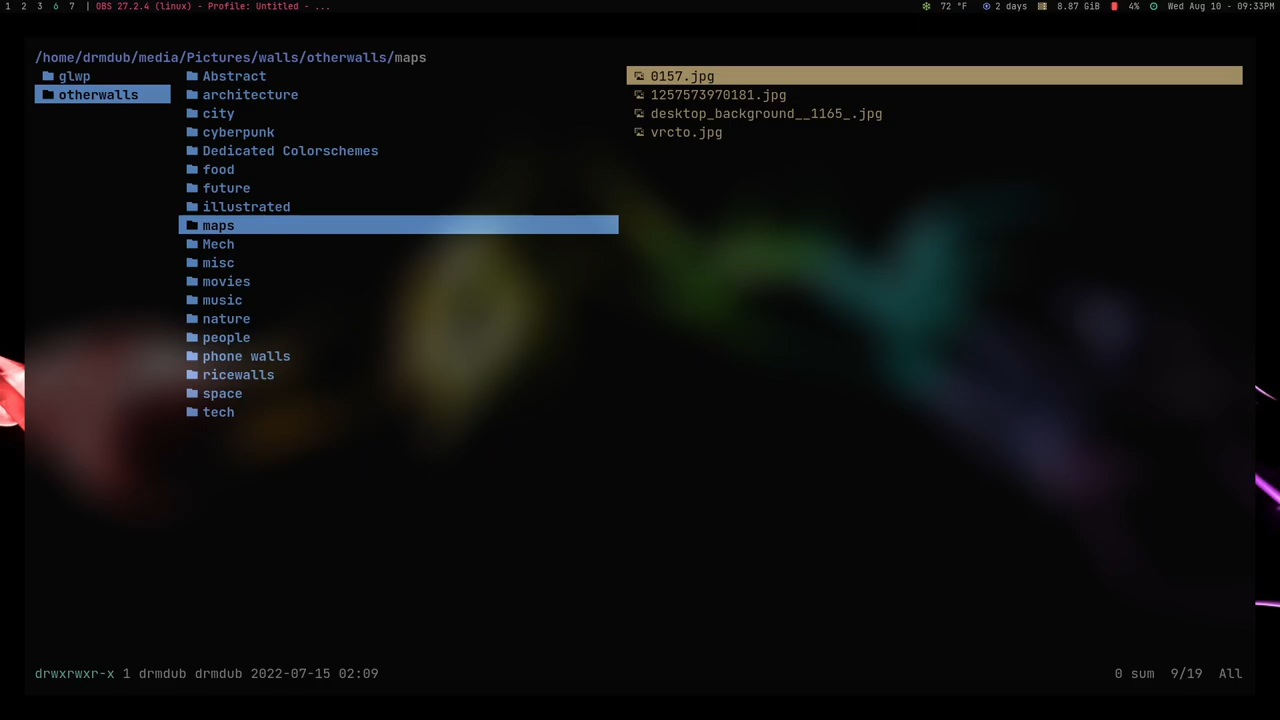 1 2 3 6 7 | OBS 27.2.4 (linux) - Profile: Untitled - ... 72 °F 2 days 8.87 GiB 4% Wed Aug 10 - 09:33PM
/home/drmdub/media/Pictures/walls/otherwalls/maps
glwp Abstract 0157.jpg
otherwalls architecture 1257573970181.jpg
city desktop_background__1165_.jpg
cyberpunk vrcto.jpg
Dedicated Colorschemes
food
future
illustrated
maps
Mech
misc
movies
music
nature
people
phone walls
ricewalls
space
tech
drwxrwxr-x 1 drmdub drmdub 2022-07-15 02:09 0 sum 9/19 All